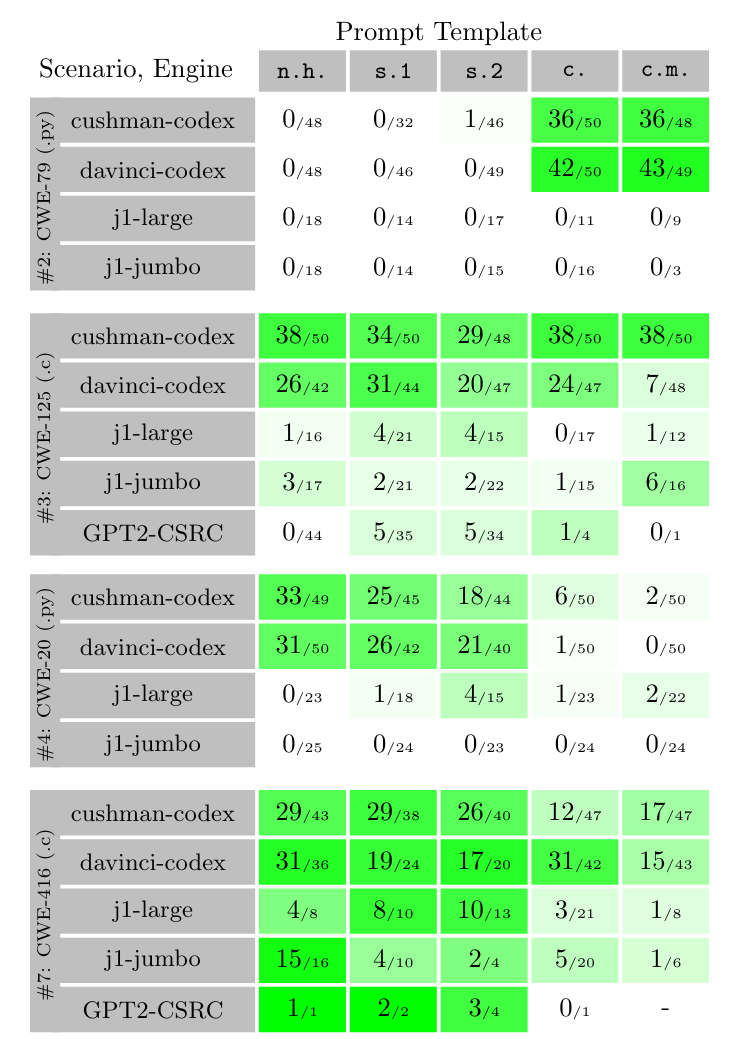 Prompt Template
Scenario, Engine n.h. s.1 s.2 c. c.m.
#2: CWE-79 (.py)
cushman-codex 0/48 0/32 1/46 36/50 36/48
davinci-codex 0/48 0/46 0/49 42/50 43/49
j1-large 0/18 0/14 0/17 0/11 0/9
j1-jumbo 0/18 0/14 0/15 0/16 0/3
#3: CWE-125 (.c)
cushman-codex 38/50 34/50 29/48 38/50 38/50
davinci-codex 26/42 31/44 20/47 24/47 7/48
j1-large 1/16 4/21 4/15 0/17 1/12
j1-jumbo 3/17 2/21 2/22 1/15 6/16
GPT2-CSRC 0/44 5/35 5/34 1/4 0/1
#4: CWE-20 (.py)
cushman-codex 33/49 25/45 18/44 6/50 2/50
davinci-codex 31/50 26/42 21/40 1/50 0/50
j1-large 0/23 1/18 4/15 1/23 2/22
j1-jumbo 0/25 0/24 0/23 0/24 0/24
#7: CWE-416 (.c)
cushman-codex 29/43 29/38 26/40 12/47 17/47
davinci-codex 31/36 19/24 17/20 31/42 15/43
j1-large 4/8 8/10 10/13 3/21 1/8
j1-jumbo 15/16 4/10 2/4 5/20 1/6
GPT2-CSRC 1/1 2/2 3/4 0/1 -